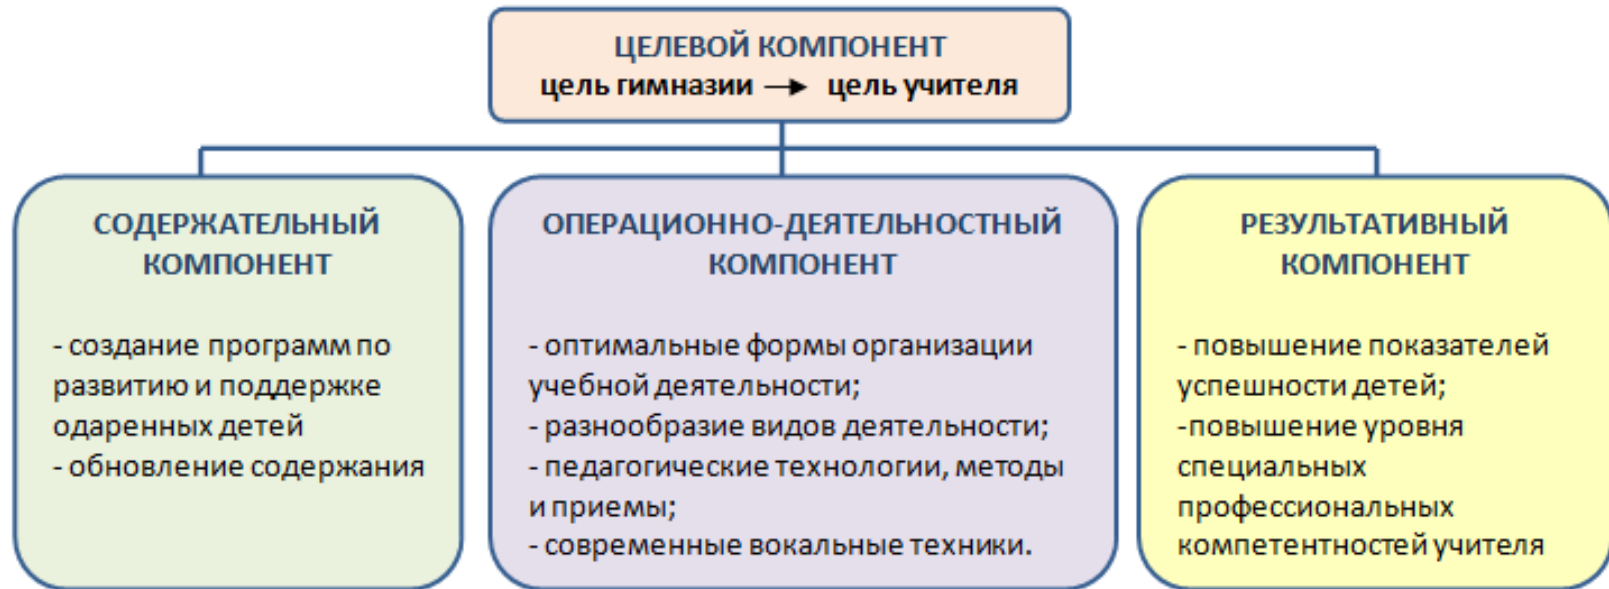 ЦЕЛЕВОЙ КОМПОНЕНТ
цель гимназии → цель учителя
СОДЕРЖАТЕЛЬНЫЙ
КОМПОНЕНТ
- создание программ по
развитию и поддержке
одаренных детей
- обновление содержания
ОПЕРАЦИОННО-ДЕЯТЕЛЬНОСТНЫЙ
КОМПОНЕНТ
- оптимальные формы организации
учебной деятельности;
- разнообразие видов деятельности;
- педагогические технологии, методы
и приемы;
- современные вокальные техники.
РЕЗУЛЬТАТИВНЫЙ
КОМПОНЕНТ
- повышение показателей
успешности детей;
-повышение уровня
специальных
профессиональных
компетентностей учителя